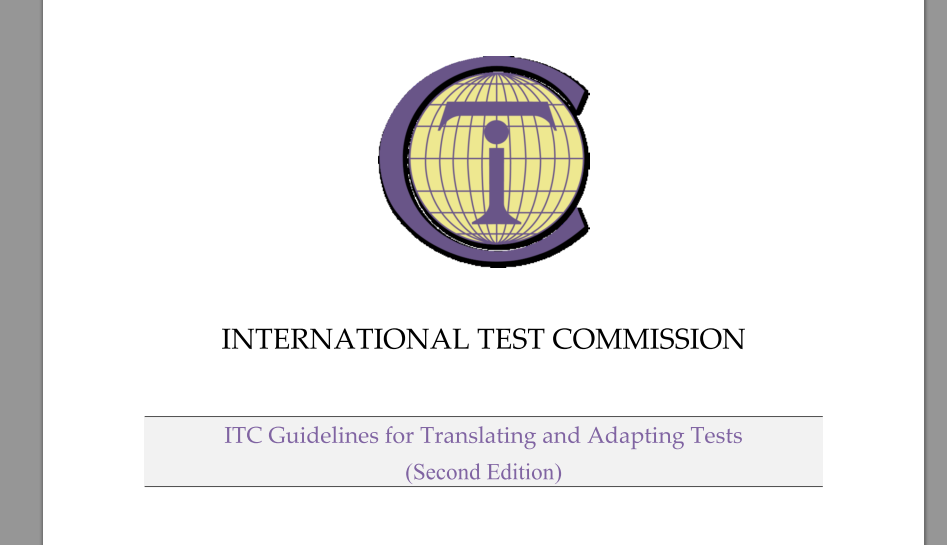 INTERNATIONAL TEST COMMISSION
ITC Guidelines for Translating and Adapting Tests
(Second Edition)